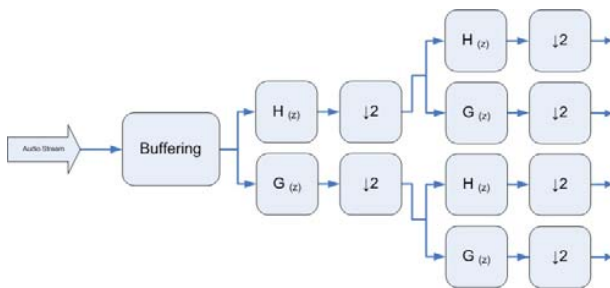 H (z) ↓2
G (z) ↓2
H (z) ↓2
Audio Stream Buffering
G (z) ↓2
H (z) ↓2
G (z) ↓2